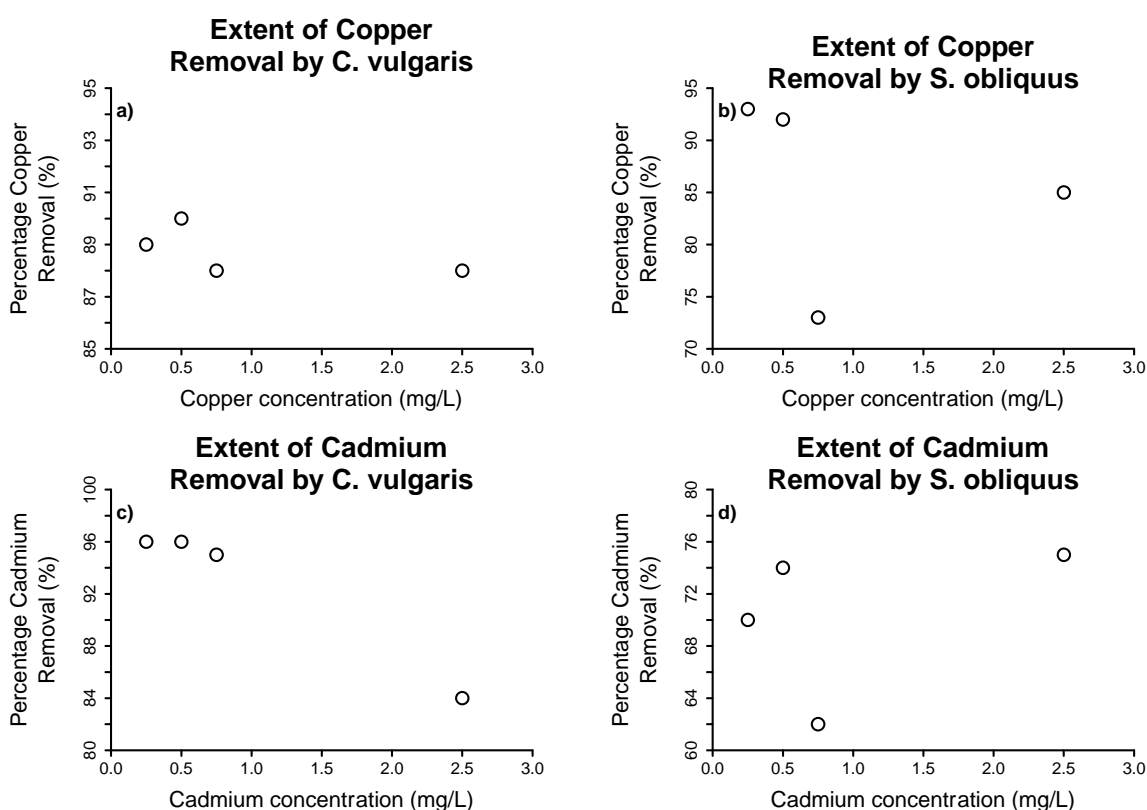 Extent of Copper
Removal by C. vulgaris
a)
Percentage Copper
Removal (%)
95
93
91
89
87
85
0.0 0.5 1.0 1.5 2.0 2.5 3.0
Copper concentration (mg/L)
Extent of Copper
Removal by S. obliquus
b)
Percentage Copper
Removal (%)
95
90
85
80
75
70
0.0 0.5 1.0 1.5 2.0 2.5 3.0
Copper concentration (mg/L)
Extent of Cadmium
Removal by C. vulgaris
c)
Percentage Cadmium
Removal (%)
100
96
92
88
84
80
0.0 0.5 1.0 1.5 2.0 2.5 3.0
Cadmium concentration (mg/L)
Extent of Cadmium
Removal by S. obliquus
d)
Percentage Cadmium
Removal (%)
80
76
72
68
64
60
0.0 0.5 1.0 1.5 2.0 2.5 3.0
Cadmium concentration (mg/L)